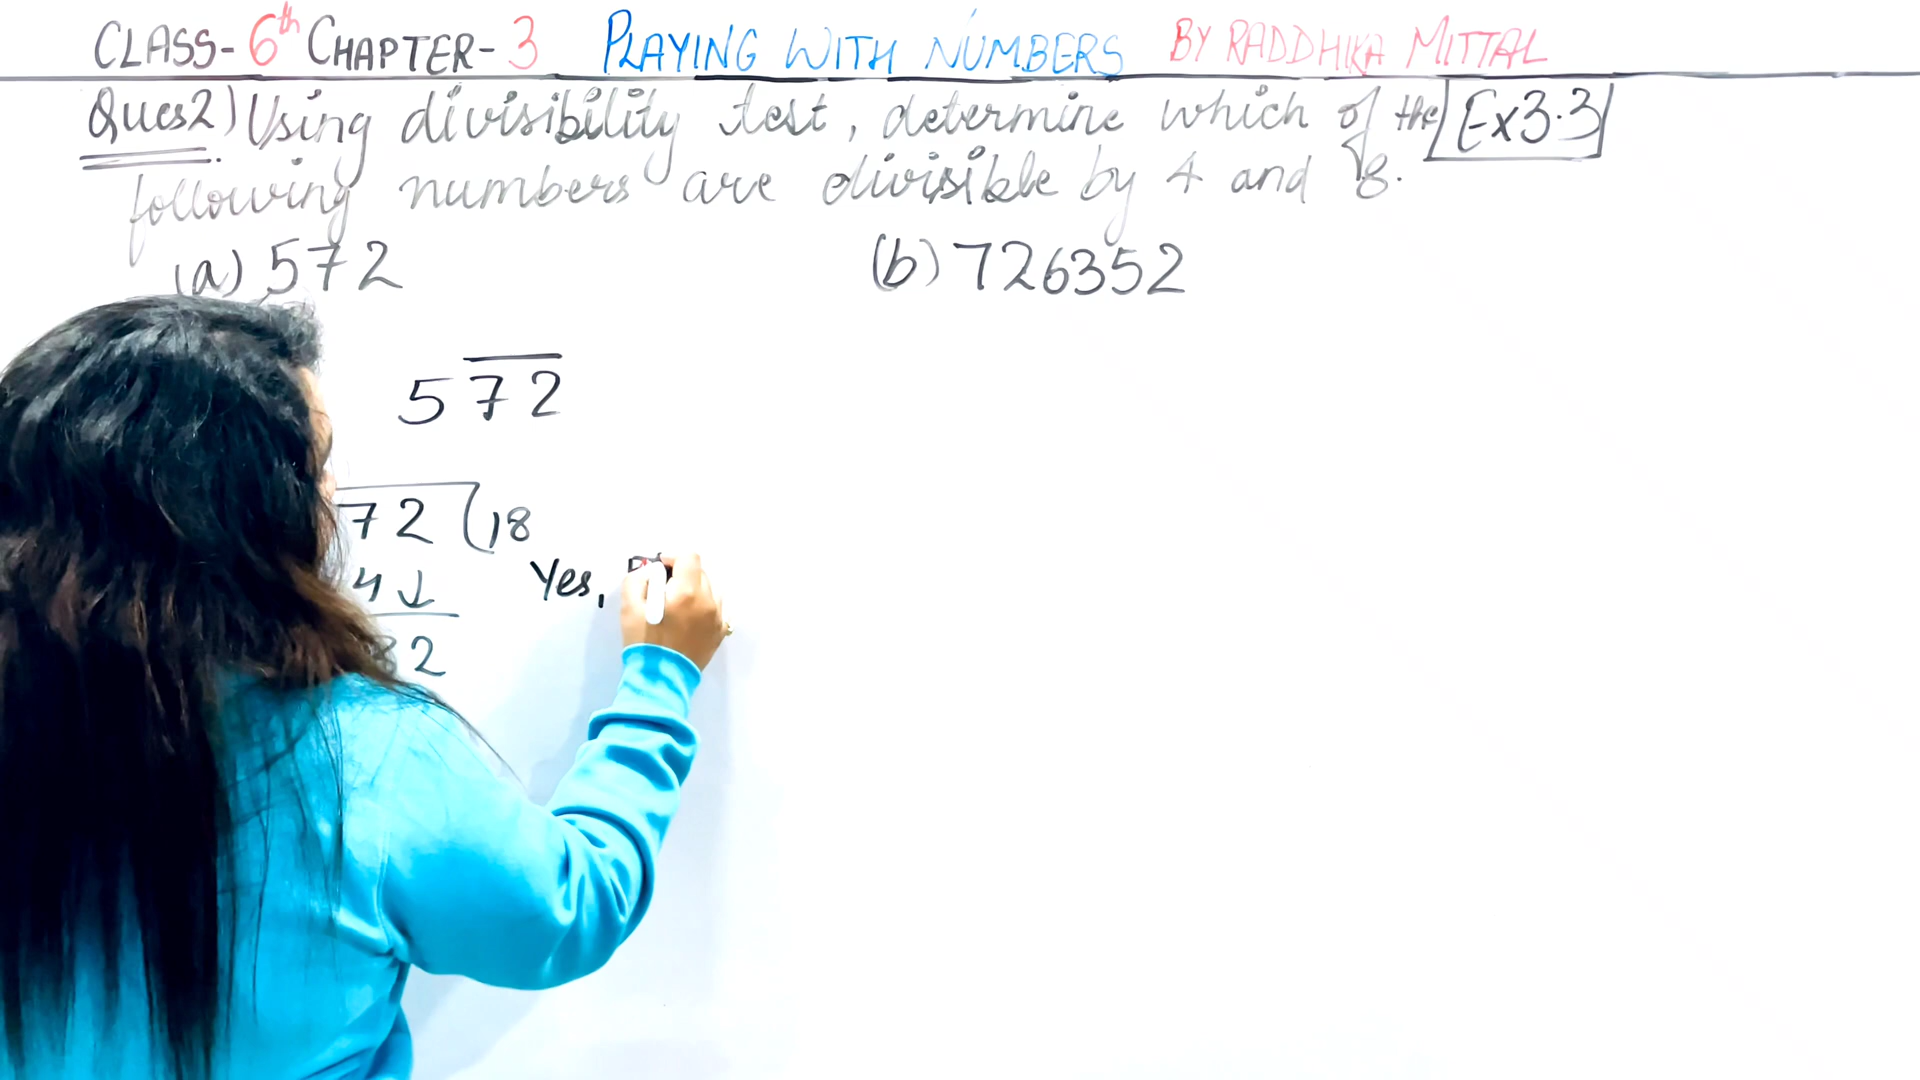 CLASS-6th CHAPTER-3 PLAYING WITH NUMBERS BY RADDHIKA MITTAL
Ques2) Using divisibility test, determine which of the Ex3.3
following numbers are divisible by 4 and 8.
(a) 572 (b) 726352
572
72 18
4↓
Yes,
2